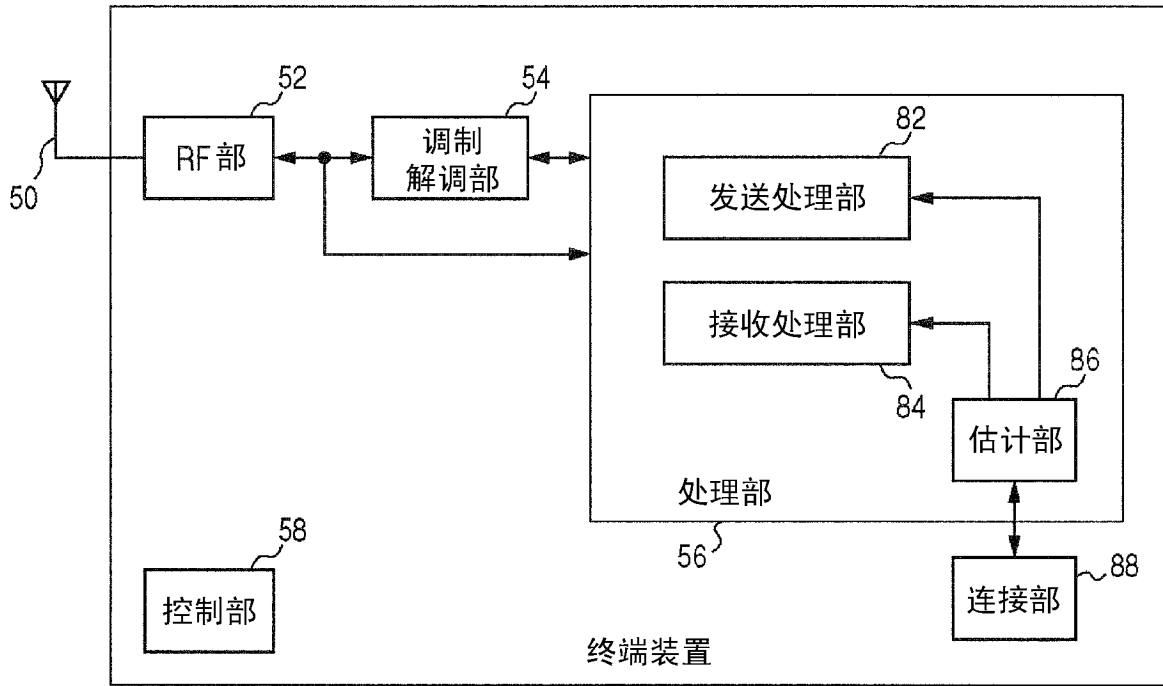 52
54
82
50
RF部
调制
解调部
发送处理部
接收处理部
84
86
估计部
处理部
56
58
控制部
88
连接部
终端装置